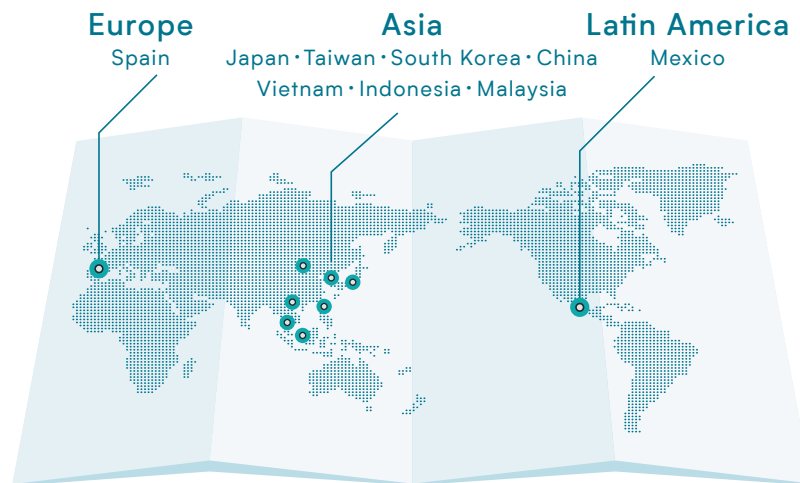 Europe
Spain
Asia
Japan・Taiwan・South Korea・China
Vietnam・Indonesia・Malaysia
Latin America
Mexico